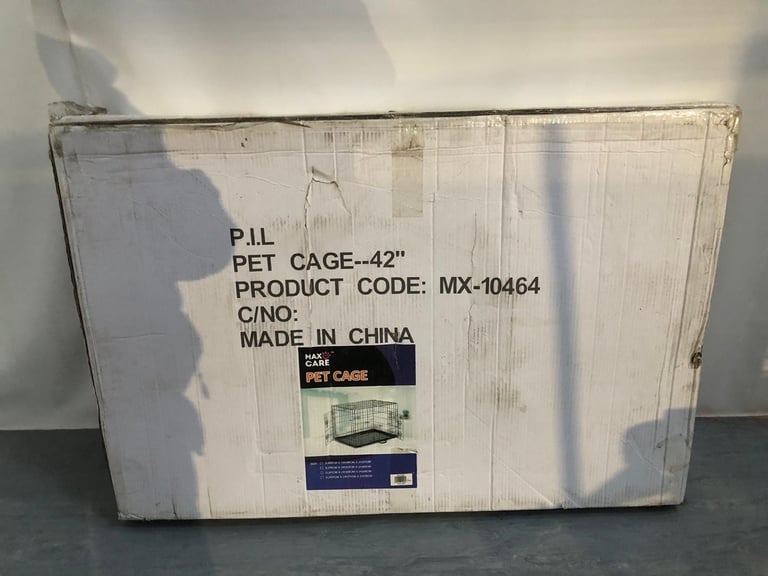 P.I.L
PET CAGE--42"
PRODUCT CODE: MX-10464
C/NO:
MADE IN CHINA
MAX
CARE
PET CAGE